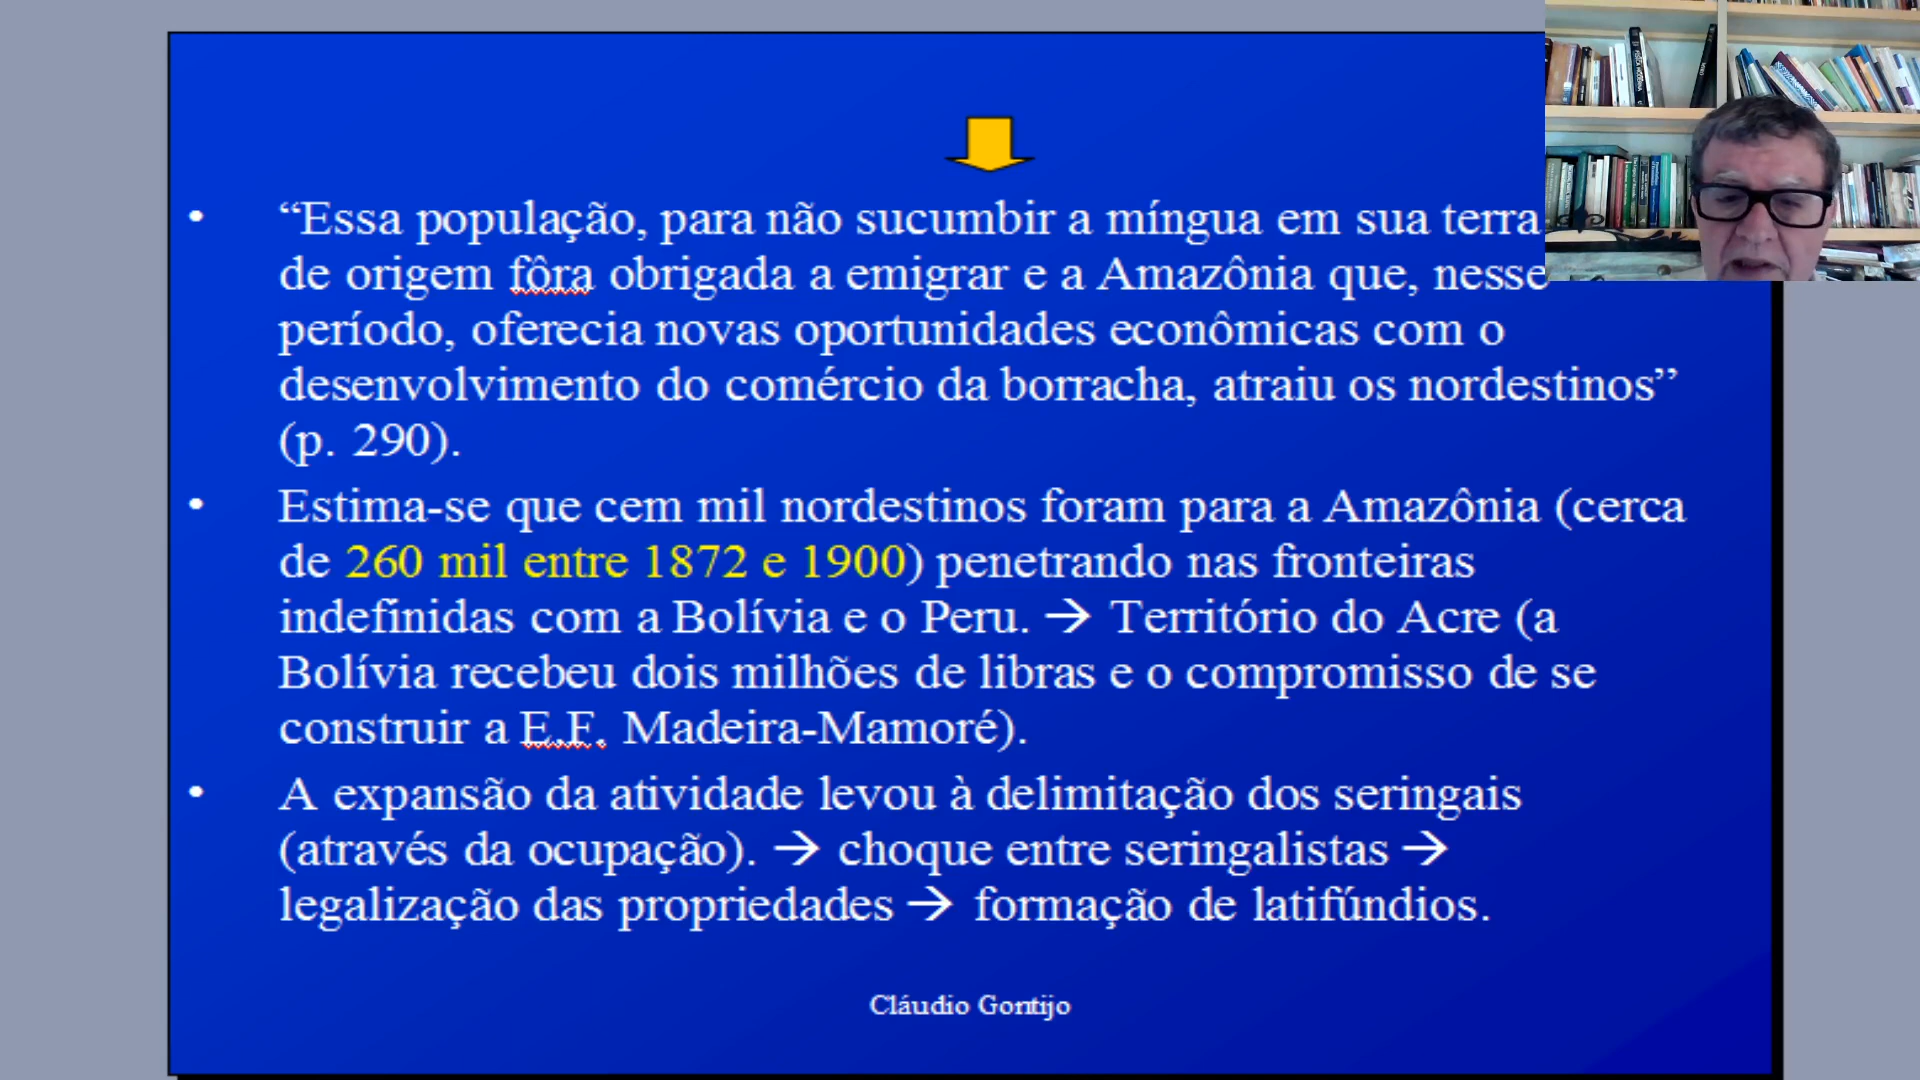 • “Essa população, para não sucumbir a míngua em sua terra
de origem fôra obrigada a emigrar e a Amazônia que, nesse
período, oferecia novas oportunidades econômicas com o
desenvolvimento do comércio da borracha, atraiu os nordestinos”
(p. 290).
• Estima-se que cem mil nordestinos foram para a Amazônia (cerca
de 260 mil entre 1872 e 1900) penetrando nas fronteiras
indefinidas com a Bolívia e o Peru. → Território do Acre (a
Bolívia recebeu dois milhões de libras e o compromisso de se
construir a E.F. Madeira-Mamoré).
• A expansão da atividade levou à delimitação dos seringais
(através da ocupação). → choque entre seringalistas →
legalização das propriedades → formação de latifúndios.
Cláudio Gontijo